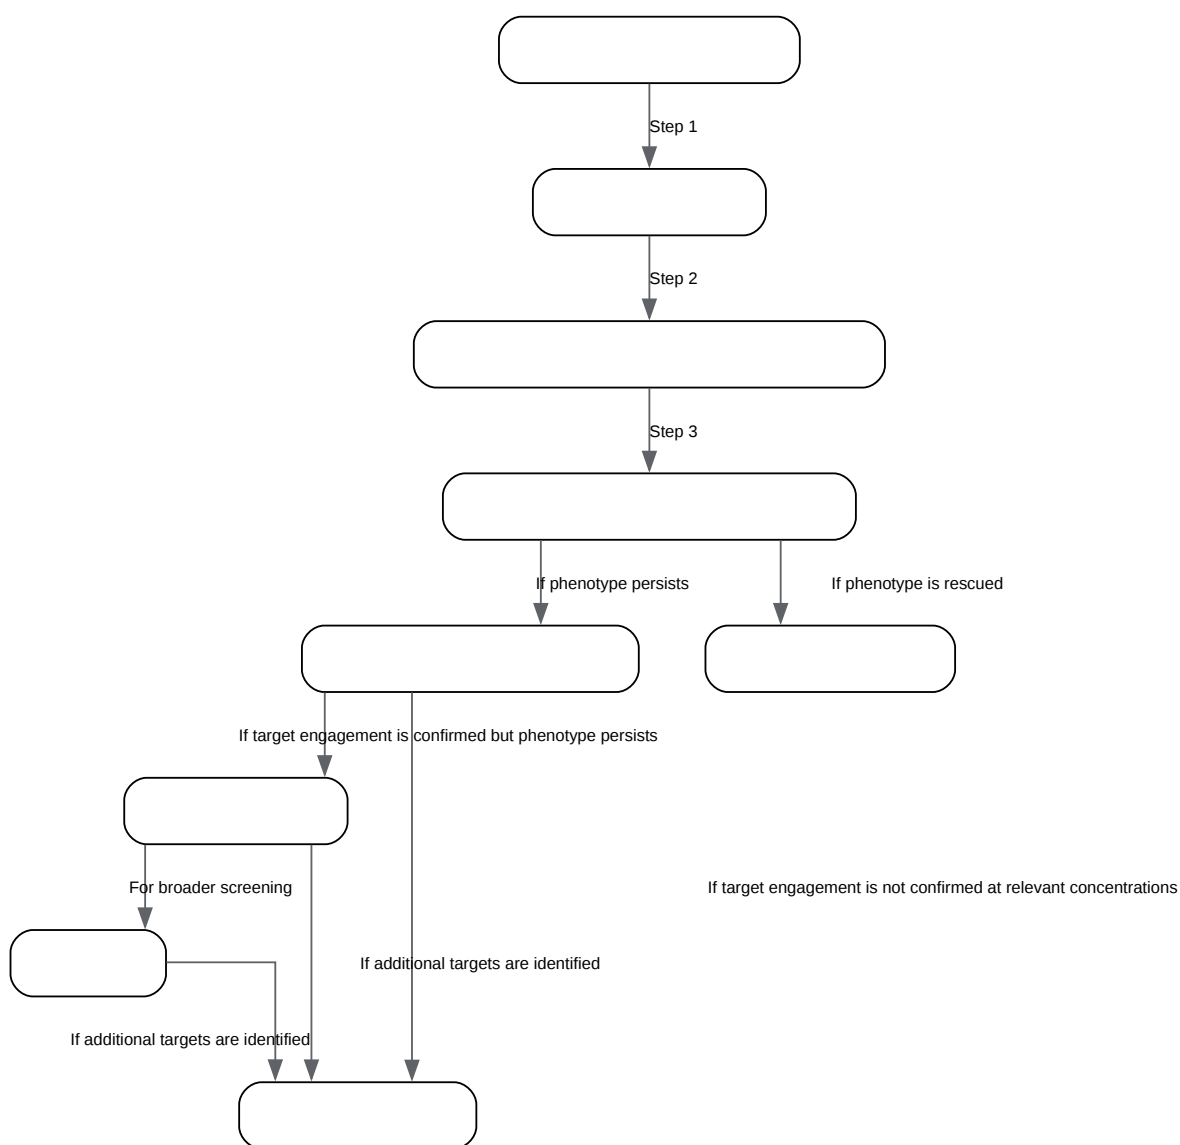 Step 1
Step 2
Step 3
If phenotype persists
If phenotype is rescued
If target engagement is confirmed but phenotype persists
For broader screening
If target engagement is not confirmed at relevant concentrations
If additional targets are identified
If additional targets are identified